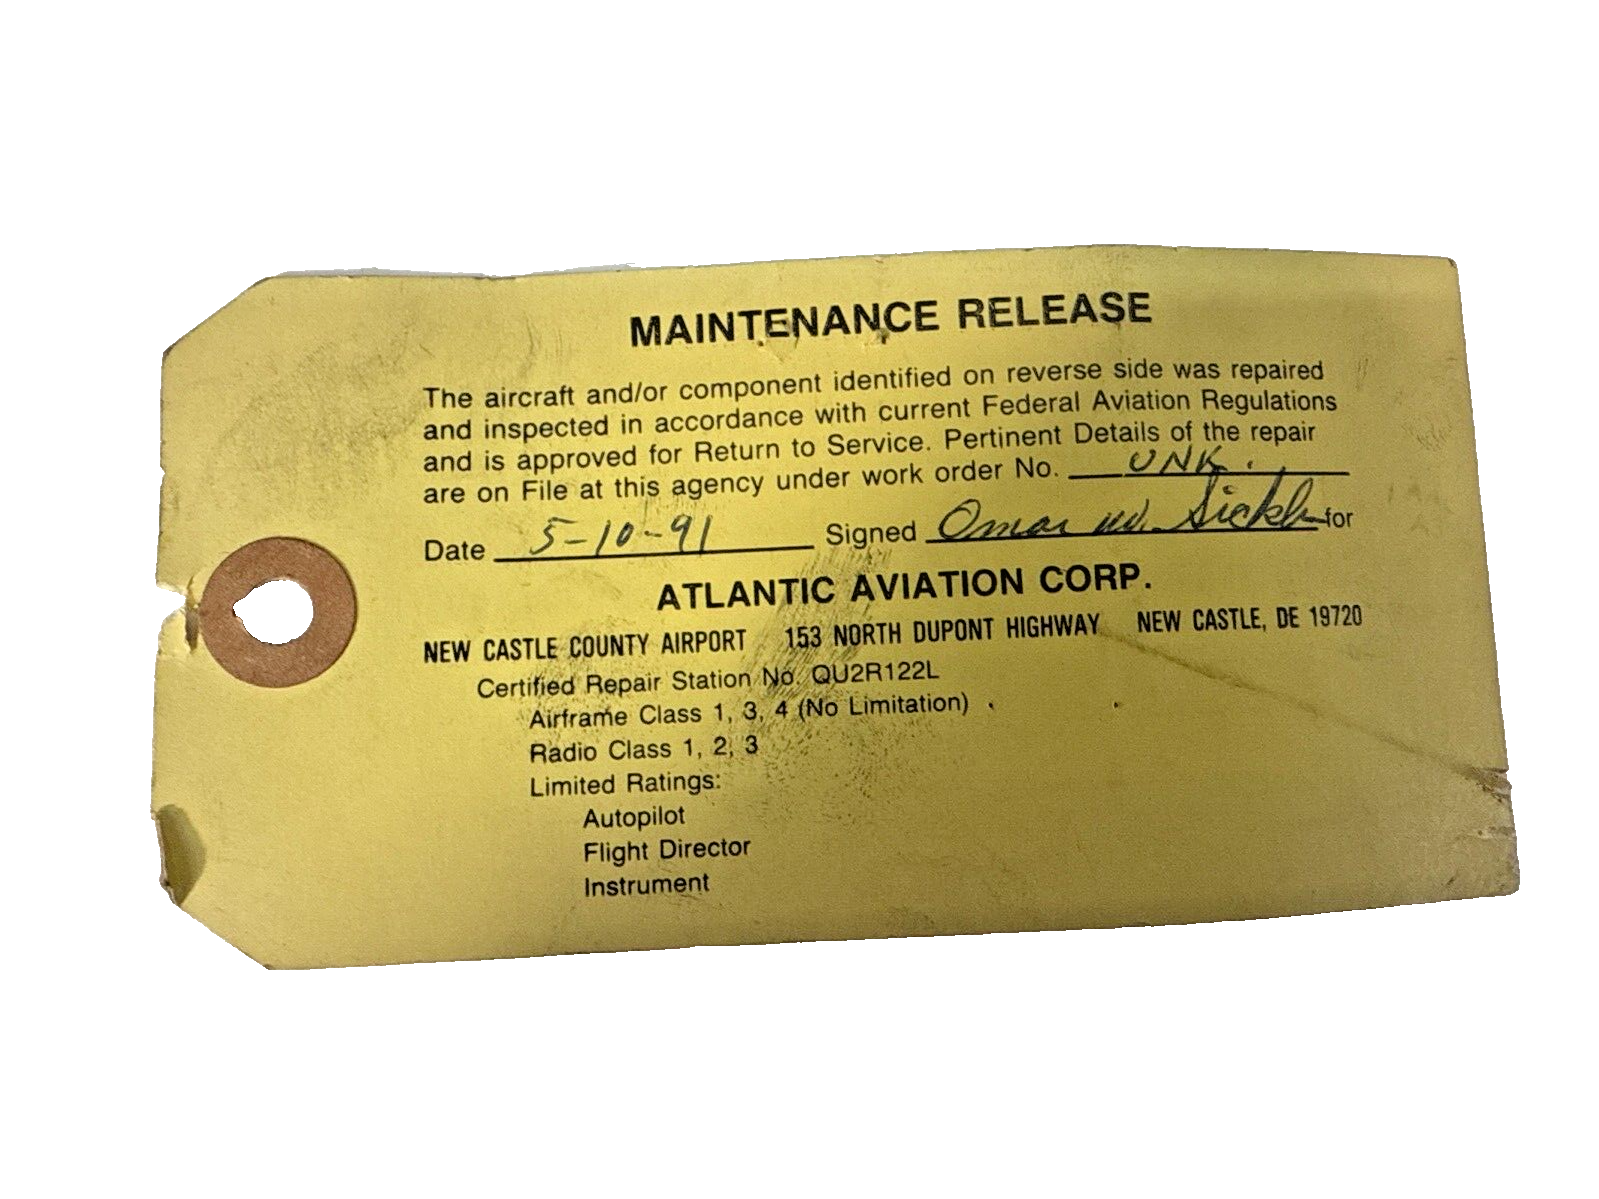 MAINTENANCE RELEASE
The aircraft and/or component identified on reverse side was repaired
and inspected in accordance with current Federal Aviation Regulations
and is approved for Return to Service. Pertinent Details of the repair
are on File at this agency under work order No. UNK.
Date 5-10-91 Signed Omar W. for
ATLANTIC AVIATION CORP.
NEW CASTLE COUNTY AIRPORT 153 NORTH DUPONT HIGHWAY NEW CASTLE, DE 19720
Certified Repair Station No. QU2R122L
Airframe Class 1, 3, 4 (No Limitation)
Radio Class 1, 2, 3
Limited Ratings:
Autopilot
Flight Director
Instrument